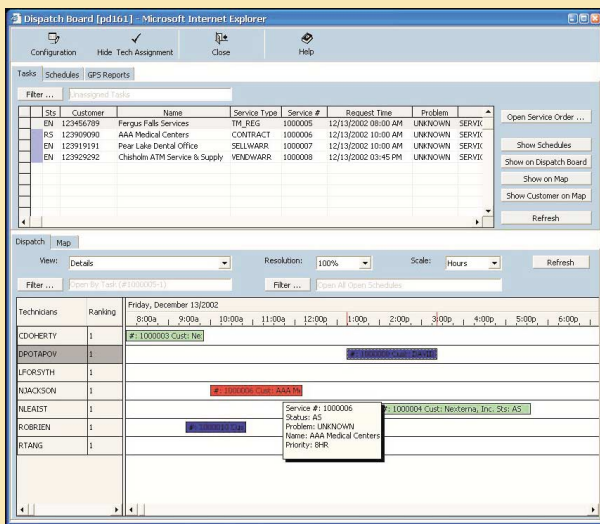 Dispatch Board [pd161] - Microsoft Internet Explorer
Configuration Hide Tech Assignment Close Help
Tasks Schedules GPS Reports
Filter ... Unassigned Tasks
Sts Customer Name Service Type Service # Request Time Problem
EN 123456789 Fergus Falls Services TM_REG 1000005 12/13/2002 08:00 AM UNKNOWN SERVIC
RS 123909090 AAA Medical Centers CONTRACT 1000006 12/13/2002 10:00 AM UNKNOWN SERVIC
EN 123919191 Pear Lake Dental Office SELLWARR 1000007 12/13/2002 10:00 AM UNKNOWN SERVIC
EN 123929292 Chisholm ATM Service & Supply VENDWARR 1000008 12/13/2002 03:45 PM UNKNOWN SERVIC
Open Service Order ...
Show Schedules
Show on Dispatch Board
Show on Map
Show Customer on Map
Refresh
Dispatch Map
View: Details Resolution: 100% Scale: Hours Refresh
Filter ... Open By Task (#1000005-1) Filter ... Open All Open Schedules
Technicians Ranking Friday, December 13/2002
8:00a 9:00a 10:00a 11:00a 12:00p 1:00p 2:00p 3:00p 4:00p 5:00p 6:00p
CDOHERTY 1 #: 1000003 Cust: Ne
DPOTAPOV 1 #: 1000009 Cust:
LFORSYTH 1
NJACKSON 1 #: 1000006 Cust: AAA M
NLEAIST 1 #: 1000004 Cust: Nexterna, Inc. Sts: AS
ROBRIEN 1 #: 1000010
RTANG 1
Service #: 1000006
Status: AS
Problem: UNKNOWN
Name: AAA Medical Centers
Priority: 8HR